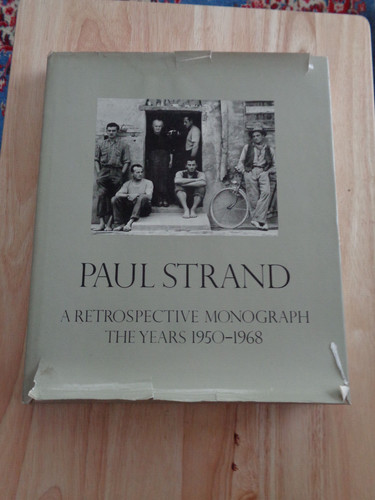 PAUL STRAND
A RETROSPECTIVE MONOGRAPH
THE YEARS 1950–1968